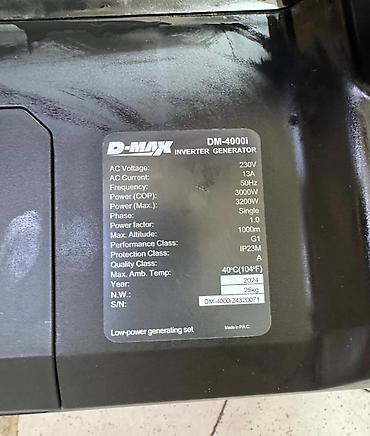 D-MAX DM-4000i
INVERTER GENERATOR
AC Voltage: 230V
AC Current: 13A
Frequency: 50Hz
Power (COP): 3000W
Power (Max.): 3200W
Phase: Single
Power factor: 1.0
Max. Altitude: 1000m
Performance Class: G1
Protection Class: IP23M
Quality Class: A
Max. Amb. Temp: 40°C(104°F)
Year: 2024
N.W.: 25kg
S/N: DM-4000i/24320071
Low-power generating set Made in P.R.C.